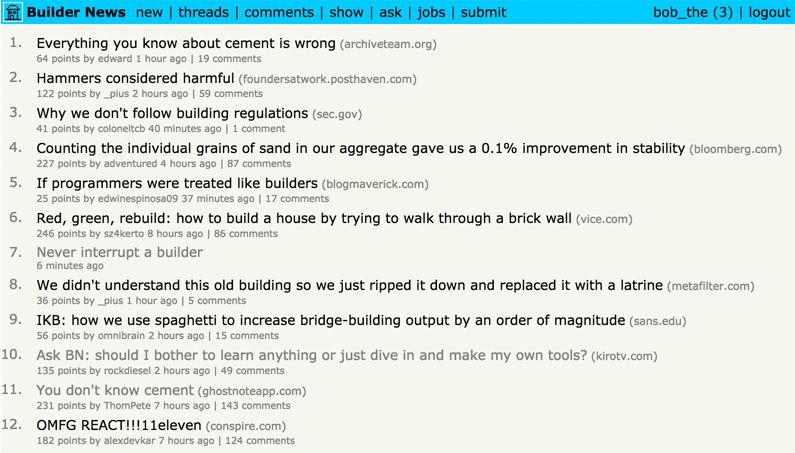 Builder News new | threads | comments | show | ask | jobs | submit bob_the (3) | logout
1. Everything you know about cement is wrong (archiveteam.org)
64 points by edward 1 hour ago | 19 comments
2. Hammers considered harmful (foundersatwork.posthaven.com)
122 points by _pius 2 hours ago | 59 comments
3. Why we don't follow building regulations (sec.gov)
41 points by coloneltcb 40 minutes ago | 1 comment
4. Counting the individual grains of sand in our aggregate gave us a 0.1% improvement in stability (bloomberg.com)
227 points by adventured 4 hours ago | 87 comments
5. If programmers were treated like builders (blogmaverick.com)
25 points by edwinespinosa09 37 minutes ago | 17 comments
6. Red, green, rebuild: how to build a house by trying to walk through a brick wall (vice.com)
246 points by sz4kerto 8 hours ago | 86 comments
7. Never interrupt a builder
6 minutes ago
8. We didn't understand this old building so we just ripped it down and replaced it with a latrine (metafilter.com)
36 points by _pius 1 hour ago | 5 comments
9. IKB: how we use spaghetti to increase bridge-building output by an order of magnitude (sans.edu)
56 points by omnibrain 2 hours ago | 15 comments
10. Ask BN: should I bother to learn anything or just dive in and make my own tools? (kirotv.com)
135 points by rockdiesel 2 hours ago | 49 comments
11. You don't know cement (ghostnoteapp.com)
231 points by ThomPete 7 hours ago | 143 comments
12. OMFG REACT!!!11eleven (conspire.com)
182 points by alexdevkar 7 hours ago | 124 comments